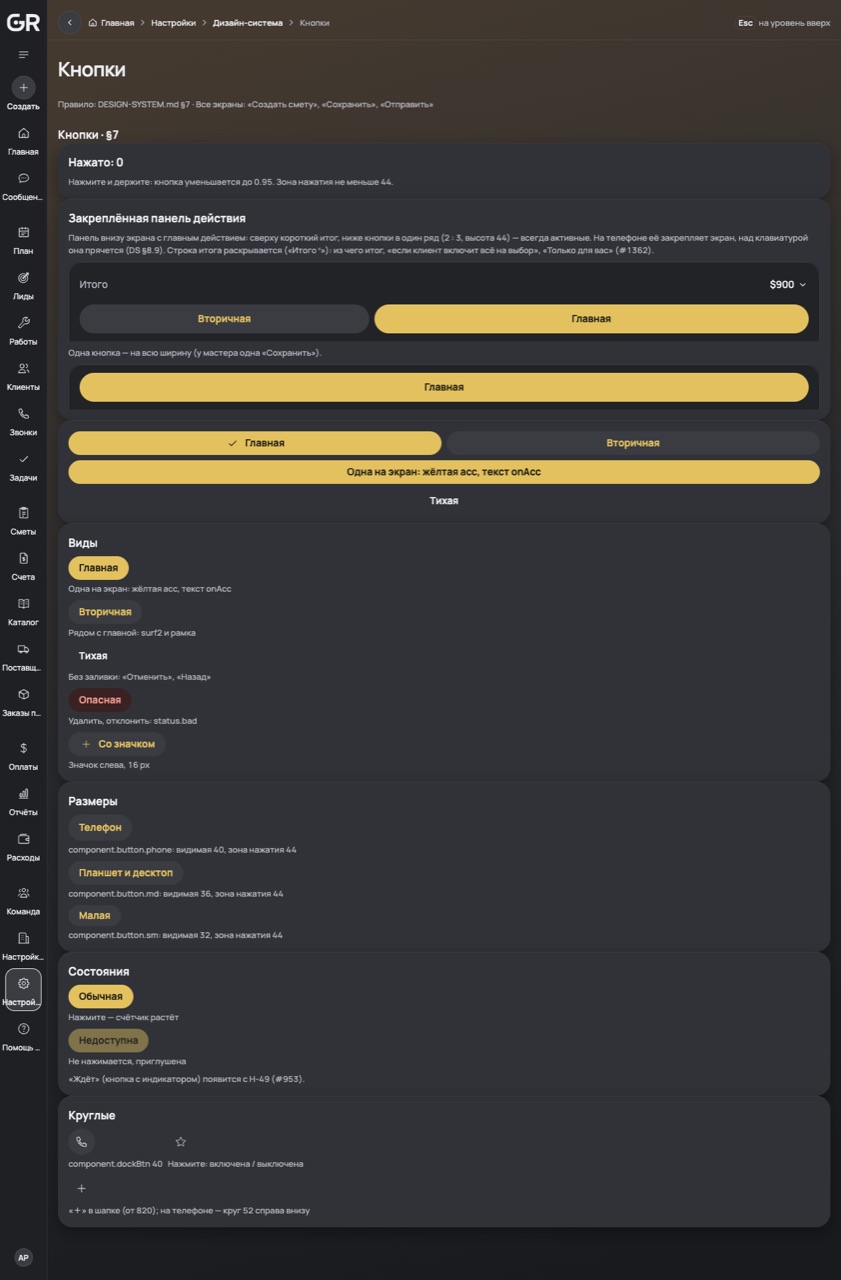 GR
Главная
Настройки
Дизайн-система
Кнопки
Esc на уровень вверх
Создать
Главная
Сообщен...
План
Лиды
Работы
Клиенты
Звонки
Задачи
Сметы
Счета
Каталог
Поставщ...
Заказы п...
Оплаты
Отчёты
Расходы
Команда
Настройк...
Настрой...
Помощь ...
AP
Кнопки
Правило: DESIGN-SYSTEM.md §7 · Все экраны: «Создать смету», «Сохранить», «Отправить»
Кнопки · §7
Нажато: 0
Нажмите и держите: кнопка уменьшается до 0.95. Зона нажатия не меньше 44.
Закреплённая панель действия
Панель внизу экрана с главным действием: сверху короткий итог, ниже кнопки в один ряд (2 : 3, высота 44) — всегда активные. На телефоне её закрепляет экран, над клавиатурой
она прячется (DS §8.9). Строка итога раскрывается («Итого ˅»): из чего итог, «если клиент включит всё на выбор», «Только для вас» (#1362).
Итого
$900
Вторичная
Главная
Одна кнопка — на всю ширину (у мастера одна «Сохранить»).
Главная
Главная
Вторичная
Одна на экран: жёлтая acc, текст onAcc
Тихая
Виды
Главная
Одна на экран: жёлтая acc, текст onAcc
Вторичная
Рядом с главной: surf2 и рамка
Тихая
Без заливки: «Отменить», «Назад»
Опасная
Удалить, отклонить: status.bad
Со значком
Значок слева, 16 px
Размеры
Телефон
component.button.phone: видимая 40, зона нажатия 44
Планшет и десктоп
component.button.md: видимая 36, зона нажатия 44
Малая
component.button.sm: видимая 32, зона нажатия 44
Состояния
Обычная
Нажмите — счётчик растёт
Недоступна
Не нажимается, приглушена
«Ждёт» (кнопка с индикатором) появится с Н-49 (#953).
Круглые
component.dockBtn 40
Нажмите: включена / выключена
«+» в шапке (от 820); на телефоне — круг 52 справа внизу